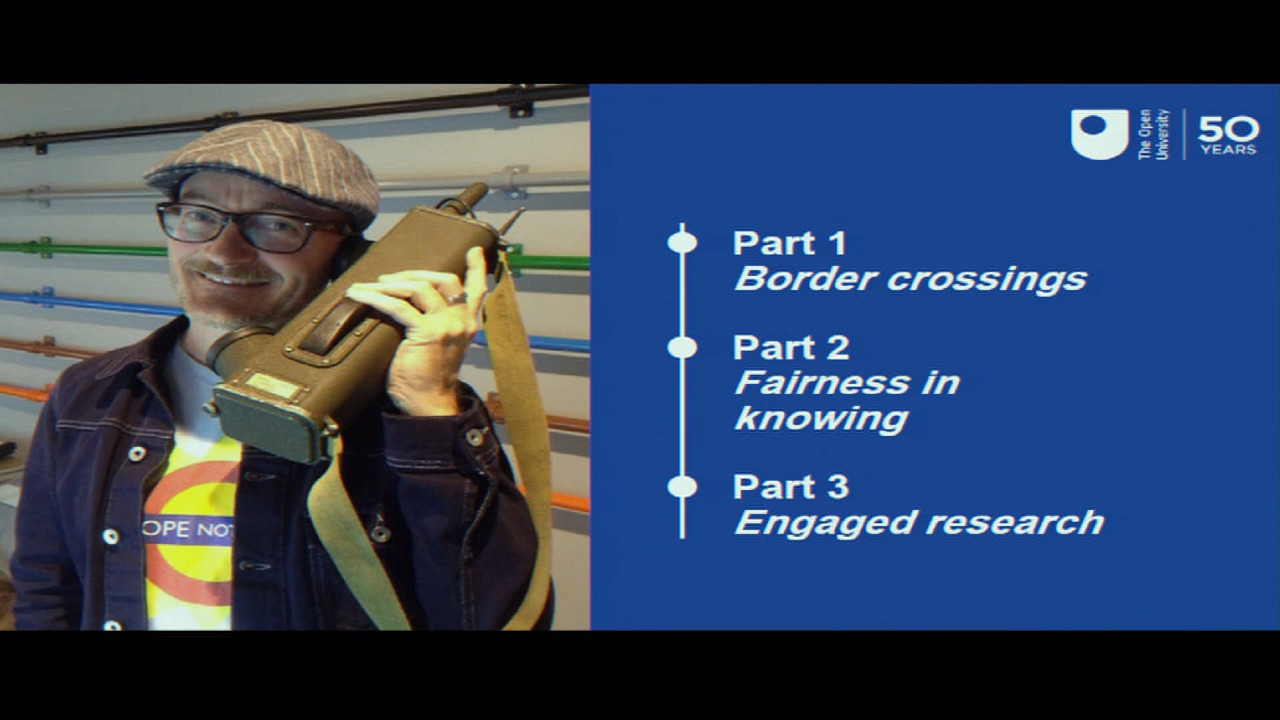 OPE NOT
The Open
University
50
YEARS
Part 1
Border crossings
Part 2
Fairness in
knowing
Part 3
Engaged research